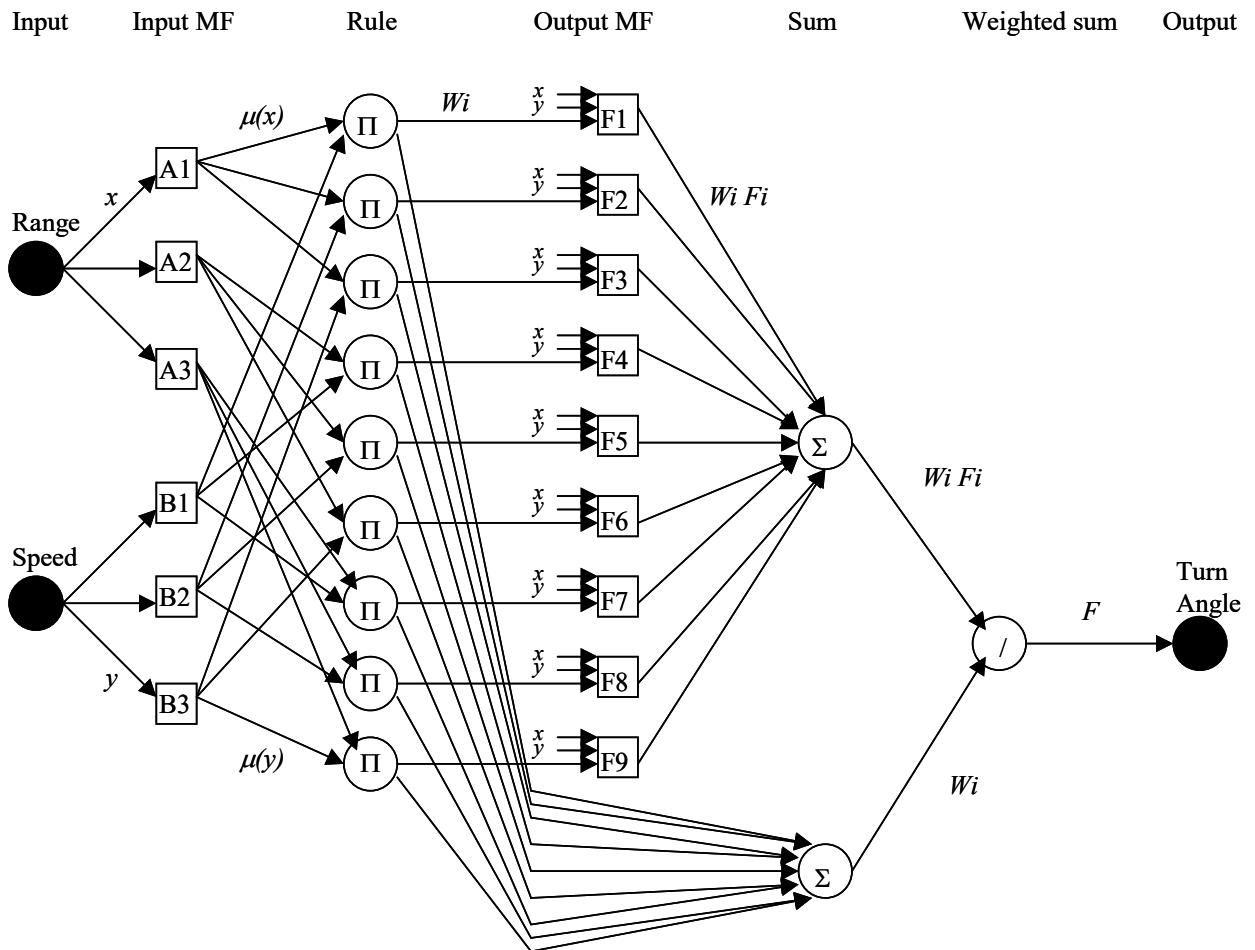 Input
Input MF
Rule
Output MF
Sum
Weighted sum
Output
μ(x)
Wi
x
y
F1
Π
A1
x
Range
x
y
F2
Π
Wi Fi
A2
x
y
F3
Π
A3
x
y
F4
Π
x
y
F5
Π
Σ
Wi Fi
B1
x
y
F6
Π
Speed
B2
x
y
F7
Π
Turn
Angle
F
/
y
B3
x
y
F8
Π
μ(y)
x
y
F9
Π
Wi
Σ